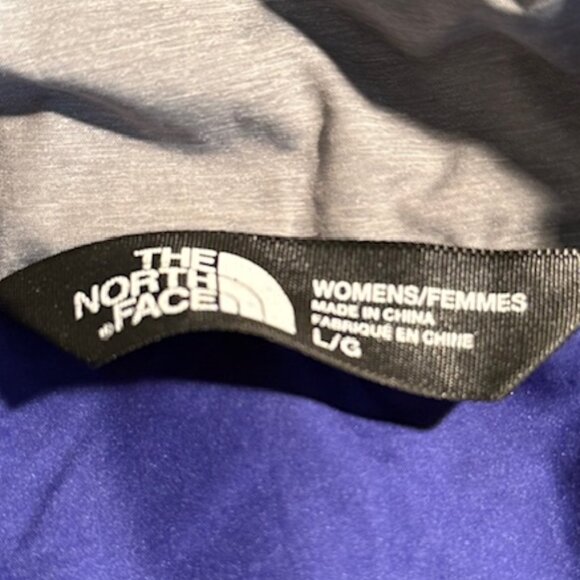 THE
NORTH
FACE®
WOMENS/FEMMES
MADE IN CHINA
FABRIQUÉ EN CHINE
L/G